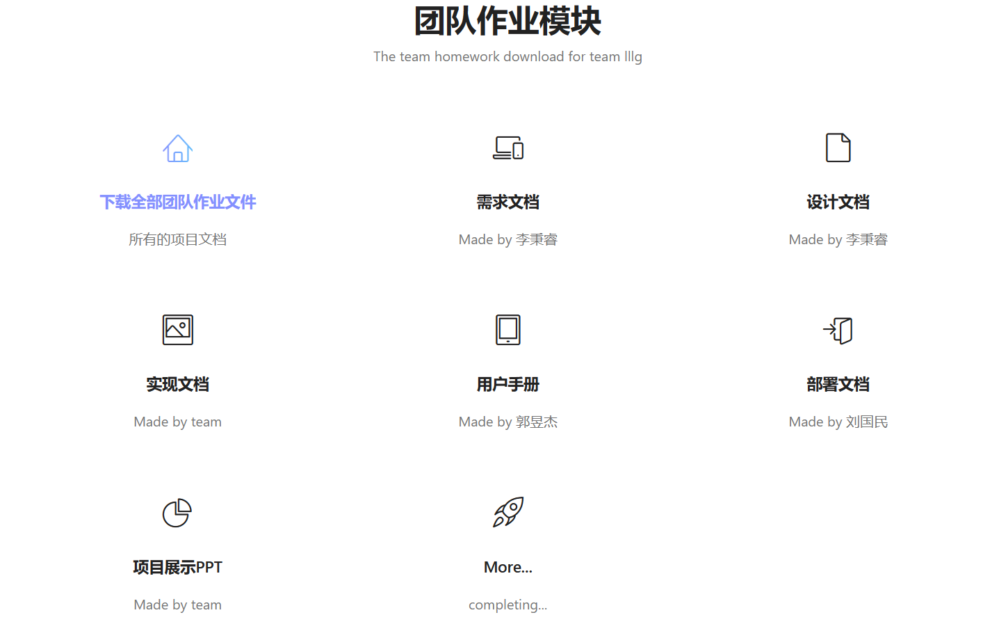 团队作业模块
The team homework download for team lllg
下载全部团队作业文件
所有的项目文档
需求文档
Made by 李秉睿
设计文档
Made by 李秉睿
实现文档
Made by team
用户手册
Made by 郭昱杰
部署文档
Made by 刘国民
项目展示PPT
Made by team
More...
completing...